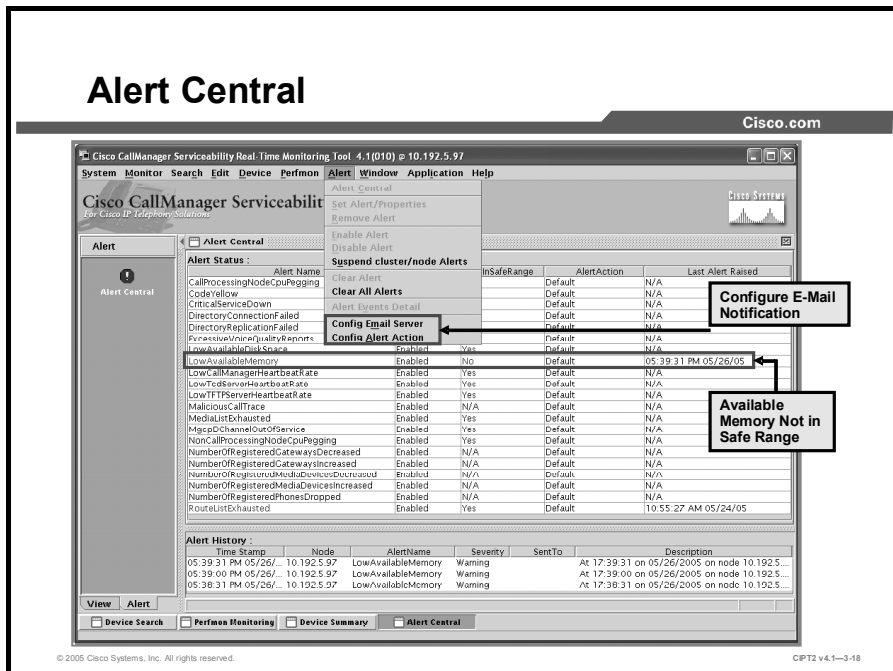 Alert Central
Cisco.com
Cisco CallManager Serviceability Real-Time Monitoring Tool 4.1(010) @ 10.192.5.97
System Monitor Search Edit Device Perfmon Alert Window Application Help
Cisco CallManager Serviceabilit
For Cisco IP Telephony Solutions
CISCO SYSTEMS
Alert Central
Set Alert/Properties
Remove Alert
Enable Alert
Disable Alert
Suspend cluster/node Alerts
Clear Alert
Clear All Alerts
Alert Events Detail
Config Email Server
Config Alert Action
Alert
Alert Central
Alert Central
Alert Status :
Alert Name InSafeRange AlertAction Last Alert Raised
CallProcessingNodeCpuPegging Default N/A
CodeYellow Default N/A
CriticalServiceDown Default N/A
DirectoryConnectionFailed Default N/A
DirectoryReplicationFailed Default N/A
ExcessiveVoiceQualityReports Default N/A
LowAvailableDiskSpace Enabled Yes Default N/A
LowAvailableMemory Enabled No Default 05:39:31 PM 05/26/05
LowCallManagerHeartbeatRate Enabled Yes Default N/A
LowTcdServerHeartbeatRate Enabled Yes Default N/A
LowTFTPServerHeartbeatRate Enabled Yes Default N/A
MaliciousCallTrace Enabled N/A Default N/A
MediaListExhausted Enabled Yes Default N/A
MgcpDChannelOutOfService Enabled Yes Default N/A
NonCallProcessingNodeCpuPegging Enabled Yes Default N/A
NumberOfRegisteredGatewaysDecreased Enabled N/A Default N/A
NumberOfRegisteredGatewaysIncreased Enabled N/A Default N/A
NumberOfRegisteredMediaDevicesDecreased Enabled N/A Default N/A
NumberOfRegisteredMediaDevicesIncreased Enabled N/A Default N/A
NumberOfRegisteredPhonesDropped Enabled N/A Default N/A
RouteListExhausted Enabled Yes Default 10:55:27 AM 05/24/05
Configure E-Mail
Notification
Available
Memory Not in
Safe Range
Alert History :
Time Stamp Node AlertName Severity SentTo Description
05:39:31 PM 05/26/... 10.192.5.97 LowAvailableMemory Warning At 17:39:31 on 05/26/2005 on node 10.192.5....
05:39:00 PM 05/26/... 10.192.5.97 LowAvailableMemory Warning At 17:39:00 on 05/26/2005 on node 10.192.5....
05:38:31 PM 05/26/... 10.192.5.97 LowAvailableMemory Warning At 17:38:31 on 05/26/2005 on node 10.192.5....
View Alert
Device Search Perfmon Monitoring Device Summary Alert Central
© 2005 Cisco Systems, Inc. All rights reserved.
CIPT2 v4.1—3-18